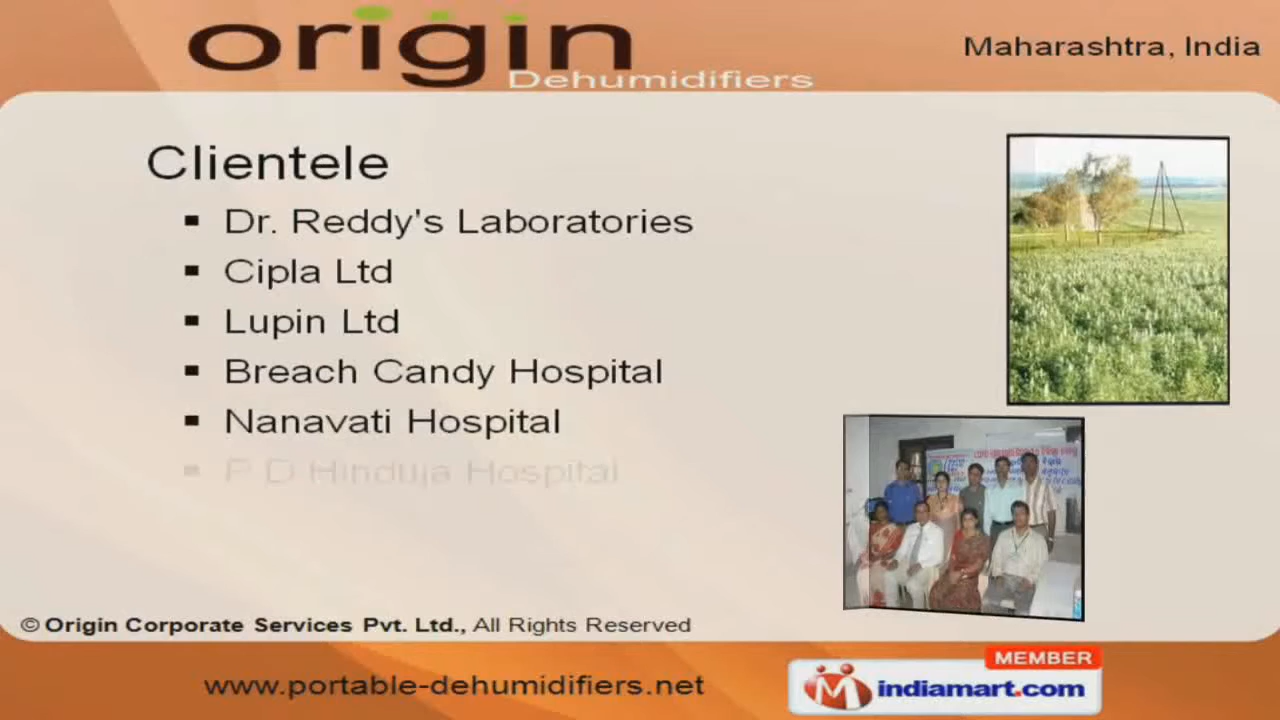 origin
Dehumidifiers
Maharashtra, India
Clientele
▪ Dr. Reddy's Laboratories
▪ Cipla Ltd
▪ Lupin Ltd
▪ Breach Candy Hospital
▪ Nanavati Hospital
▪ P D Hinduja Hospital
© Origin Corporate Services Pvt. Ltd., All Rights Reserved
www.portable-dehumidifiers.net
MEMBER
indiamart.com